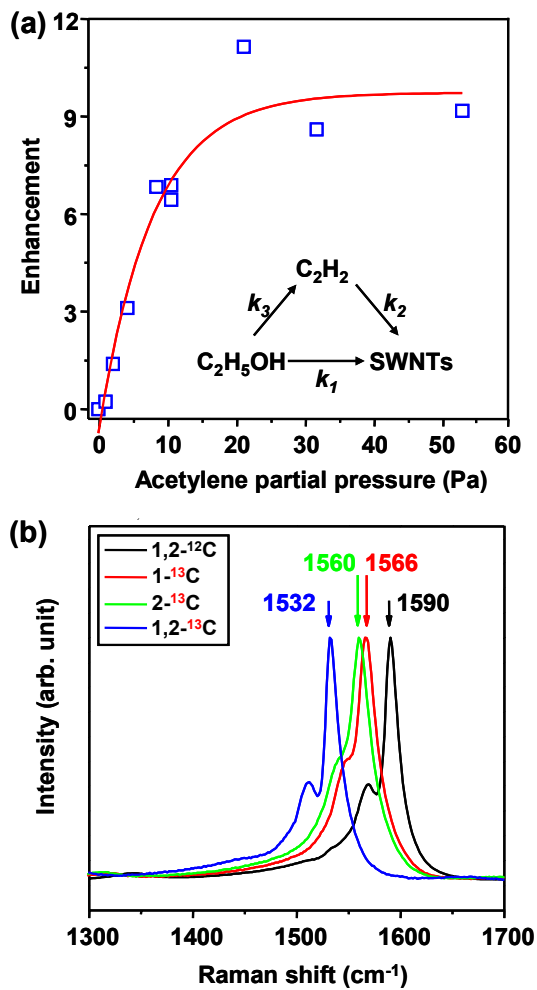 (a)
12
9
6
3
0
Enhancement
C₂H₂
k₃
k₂
C₂H₅OH
SWNTs
k₁
0 10 20 30 40 50 60
Acetylene partial pressure (Pa)
(b)
1,2-¹²C
1-¹³C
2-¹³C
1,2-¹³C
1560 1566
1532
1590
Intensity (arb. unit)
1300 1400 1500 1600 1700
Raman shift (cm⁻¹)